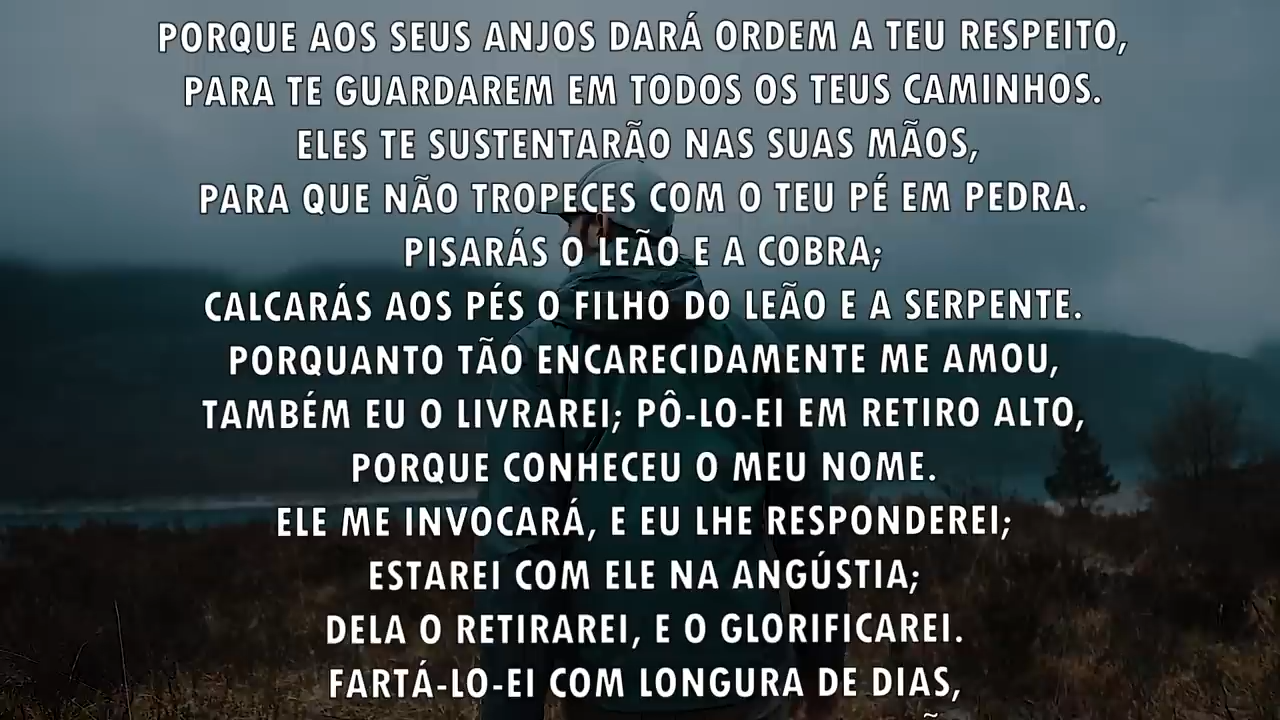 PORQUE AOS SEUS ANJOS DARÁ ORDEM A TEU RESPEITO,
PARA TE GUARDAREM EM TODOS OS TEUS CAMINHOS.
ELES TE SUSTENTARÃO NAS SUAS MÃOS,
PARA QUE NÃO TROPECES COM O TEU PÉ EM PEDRA.
PISARÁS O LEÃO E A COBRA;
CALCARÁS AOS PÉS O FILHO DO LEÃO E A SERPENTE.
PORQUANTO TÃO ENCARECIDAMENTE ME AMOU,
TAMBÉM EU O LIVRAREI; PÔ-LO-EI EM RETIRO ALTO,
PORQUE CONHECEU O MEU NOME.
ELE ME INVOCARÁ, E EU LHE RESPONDEREI;
ESTAREI COM ELE NA ANGÚSTIA;
DELA O RETIRAREI, E O GLORIFICAREI.
FARTÁ-LO-EI COM LONGURA DE DIAS,